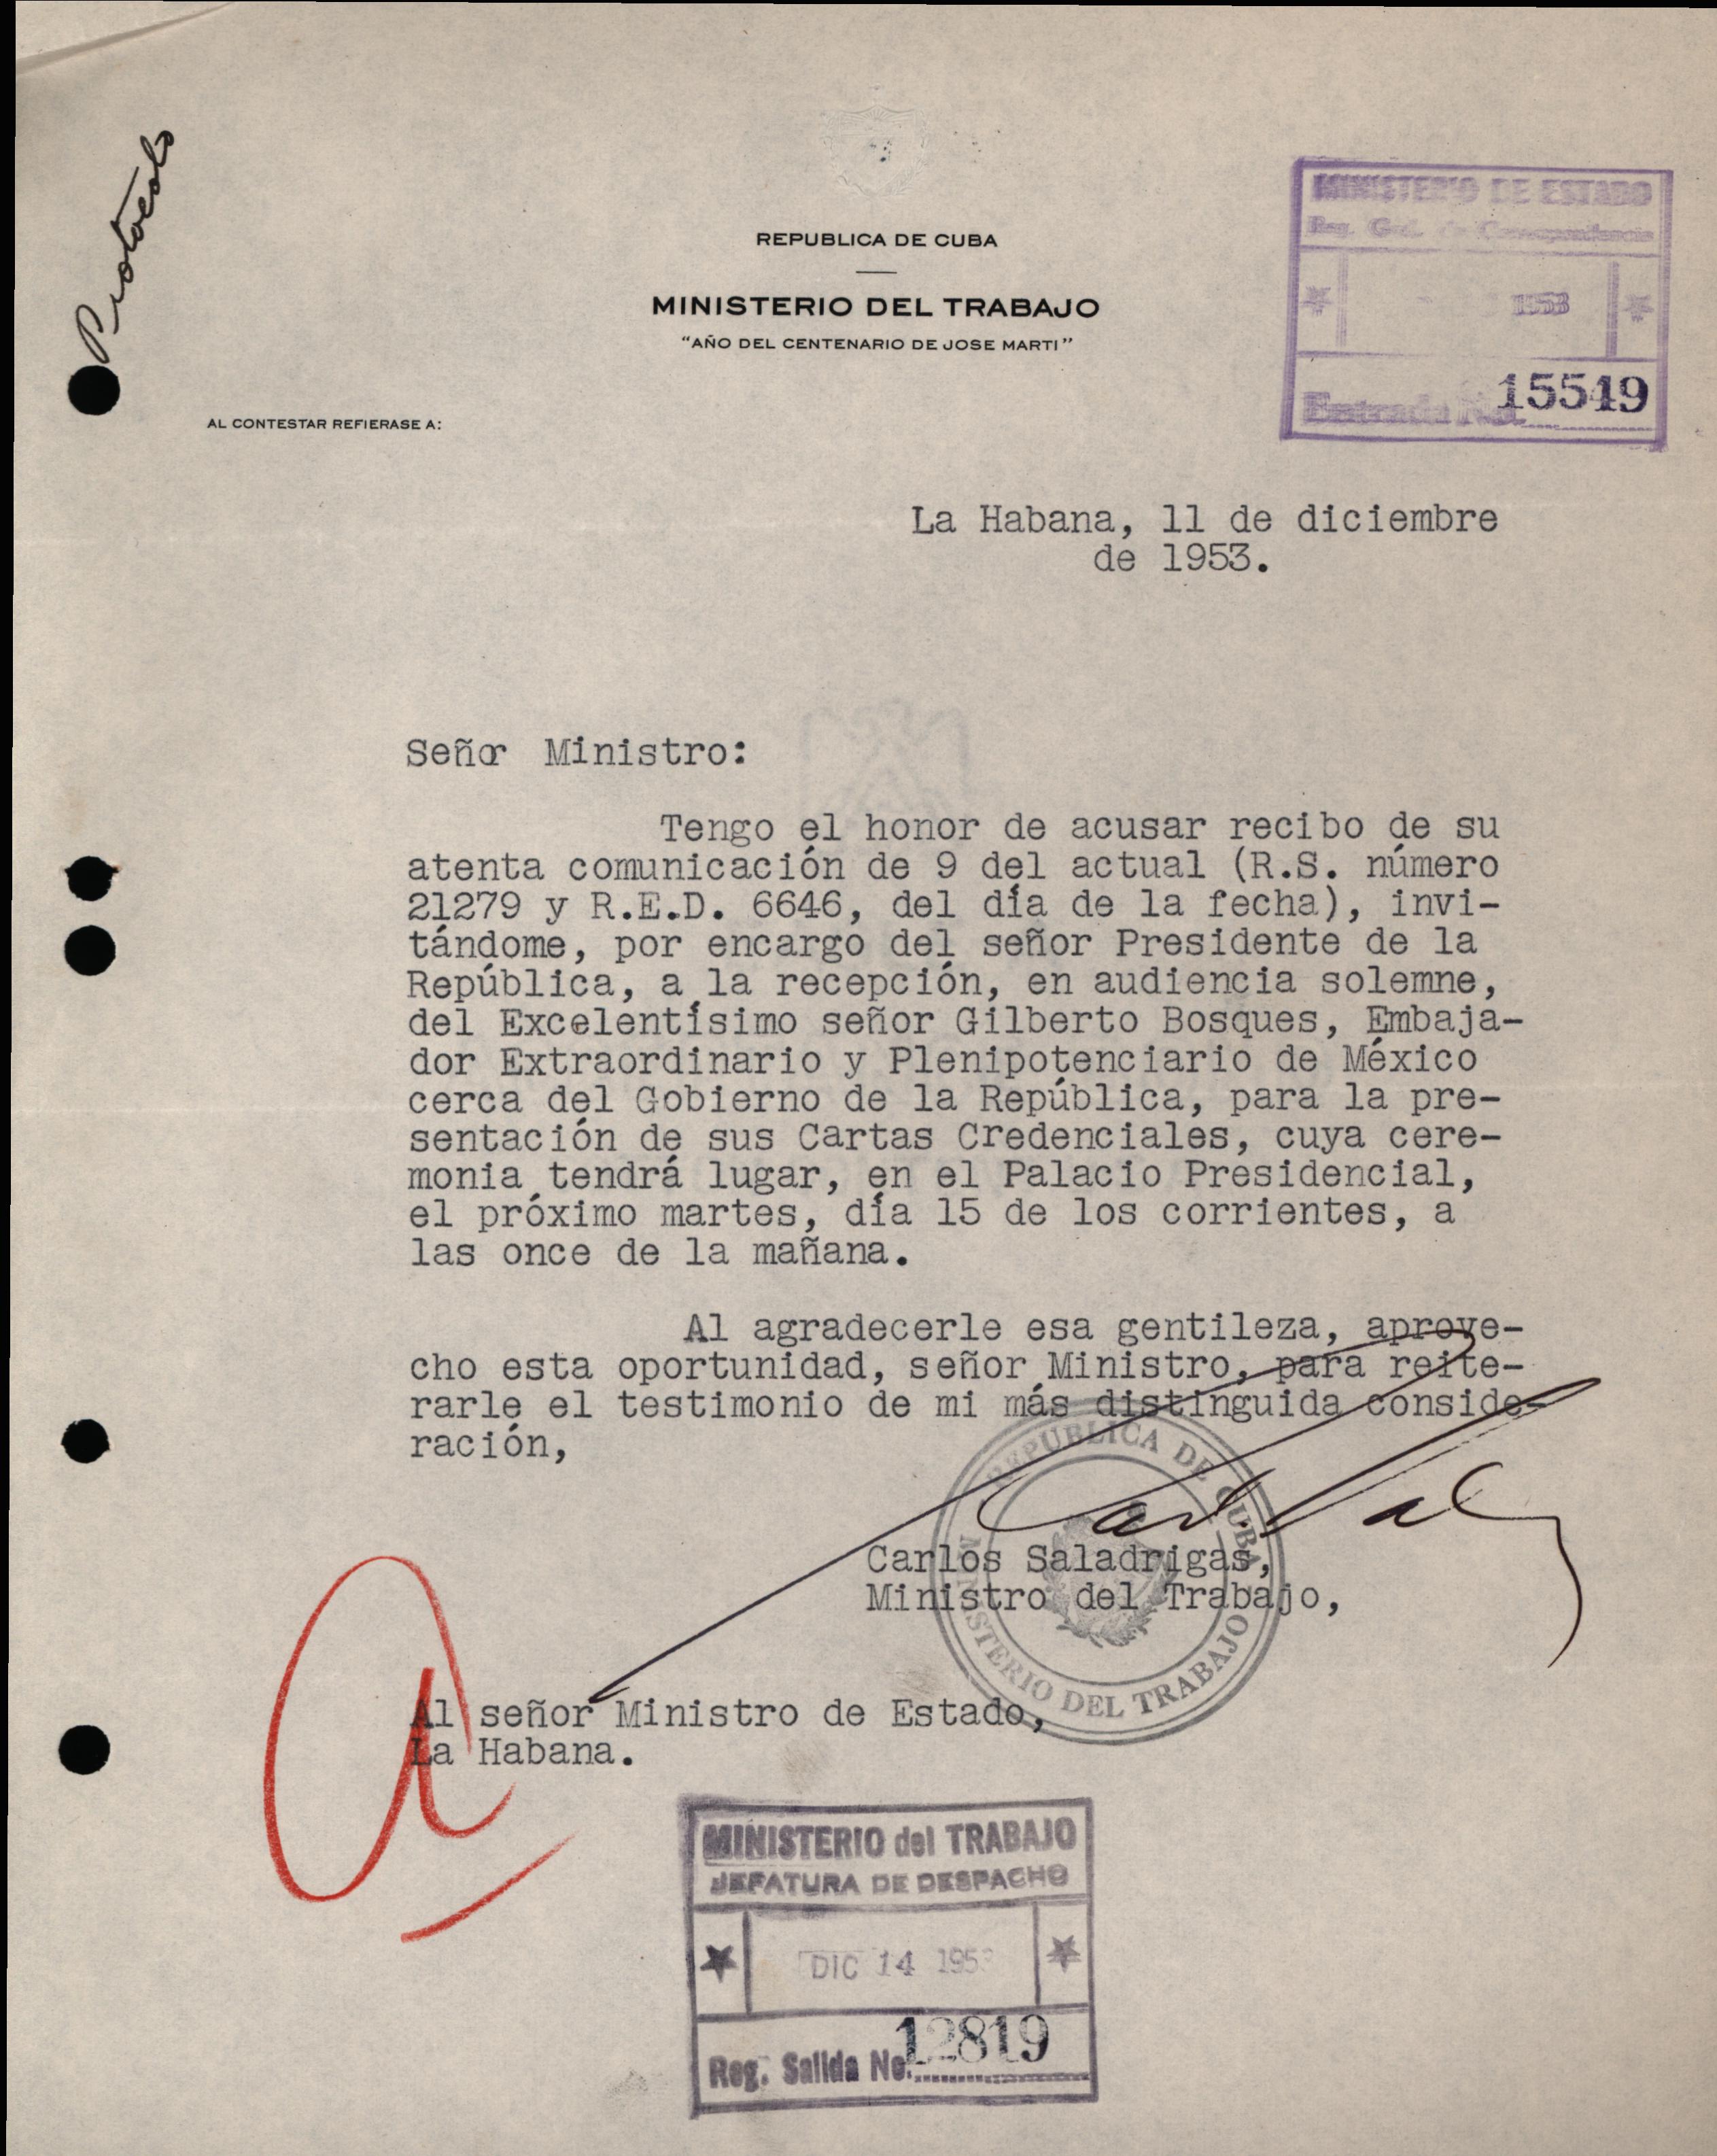 Protocolo
REPUBLICA DE CUBA
MINISTERIO DEL TRABAJO
“AÑO DEL CENTENARIO DE JOSE MARTI”
MINISTERIO DE ESTADO
Reg. Gral. de Correspondencia
1953
Entrada No. 15549
AL CONTESTAR REFIERASE A:
La Habana, 11 de diciembre
de 1953.
Señor Ministro:
Tengo el honor de acusar recibo de su
atenta comunicación de 9 del actual (R.S. número
21279 y R.E.D. 6646, del día de la fecha), invi-
tándome, por encargo del señor Presidente de la
República, a la recepción, en audiencia solemne,
del Excelentísimo señor Gilberto Bosques, Embaja-
dor Extraordinario y Plenipotenciario de México
cerca del Gobierno de la República, para la pre-
sentación de sus Cartas Credenciales, cuya cere-
monia tendrá lugar, en el Palacio Presidencial,
el próximo martes, día 15 de los corrientes, a
las once de la mañana.
Al agradecerle esa gentileza, aprove-
cho esta oportunidad, señor Ministro, para reite-
rarle el testimonio de mi más distinguida conside-
ración,
REPUBLICA DE CUBA
MINISTERIO DEL TRABAJO
Carlos Saladrigas,
Ministro del Trabajo,
Al señor Ministro de Estado,
La Habana.
a
MINISTERIO del TRABAJO
JEFATURA DE DESPACHO
DIC 14 1953
Reg. Salida No. 12819